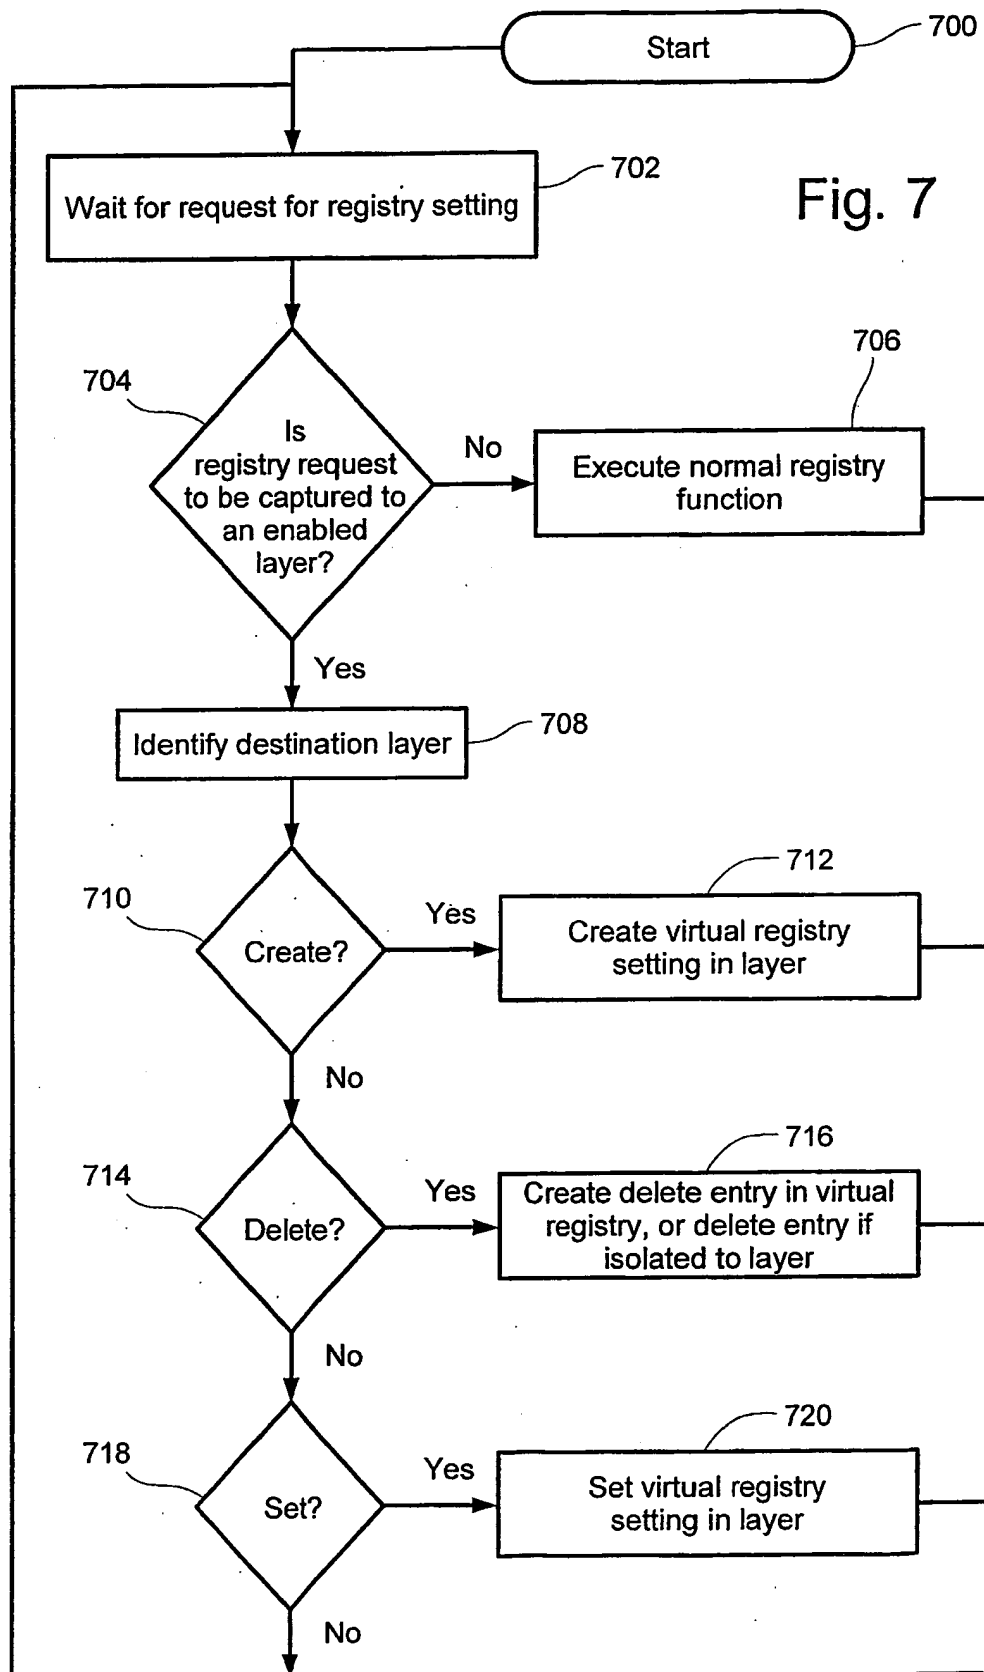 700
Start
702
Wait for request for registry setting
Fig. 7
704
706
Is
registry request
to be captured to
an enabled
layer?
No
Execute normal registry
function
Yes
708
Identify destination layer
710
712
Create?
Yes
Create virtual registry
setting in layer
No
714
716
Delete?
Yes
Create delete entry in virtual
registry, or delete entry if
isolated to layer
No
718
720
Set?
Yes
Set virtual registry
setting in layer
No